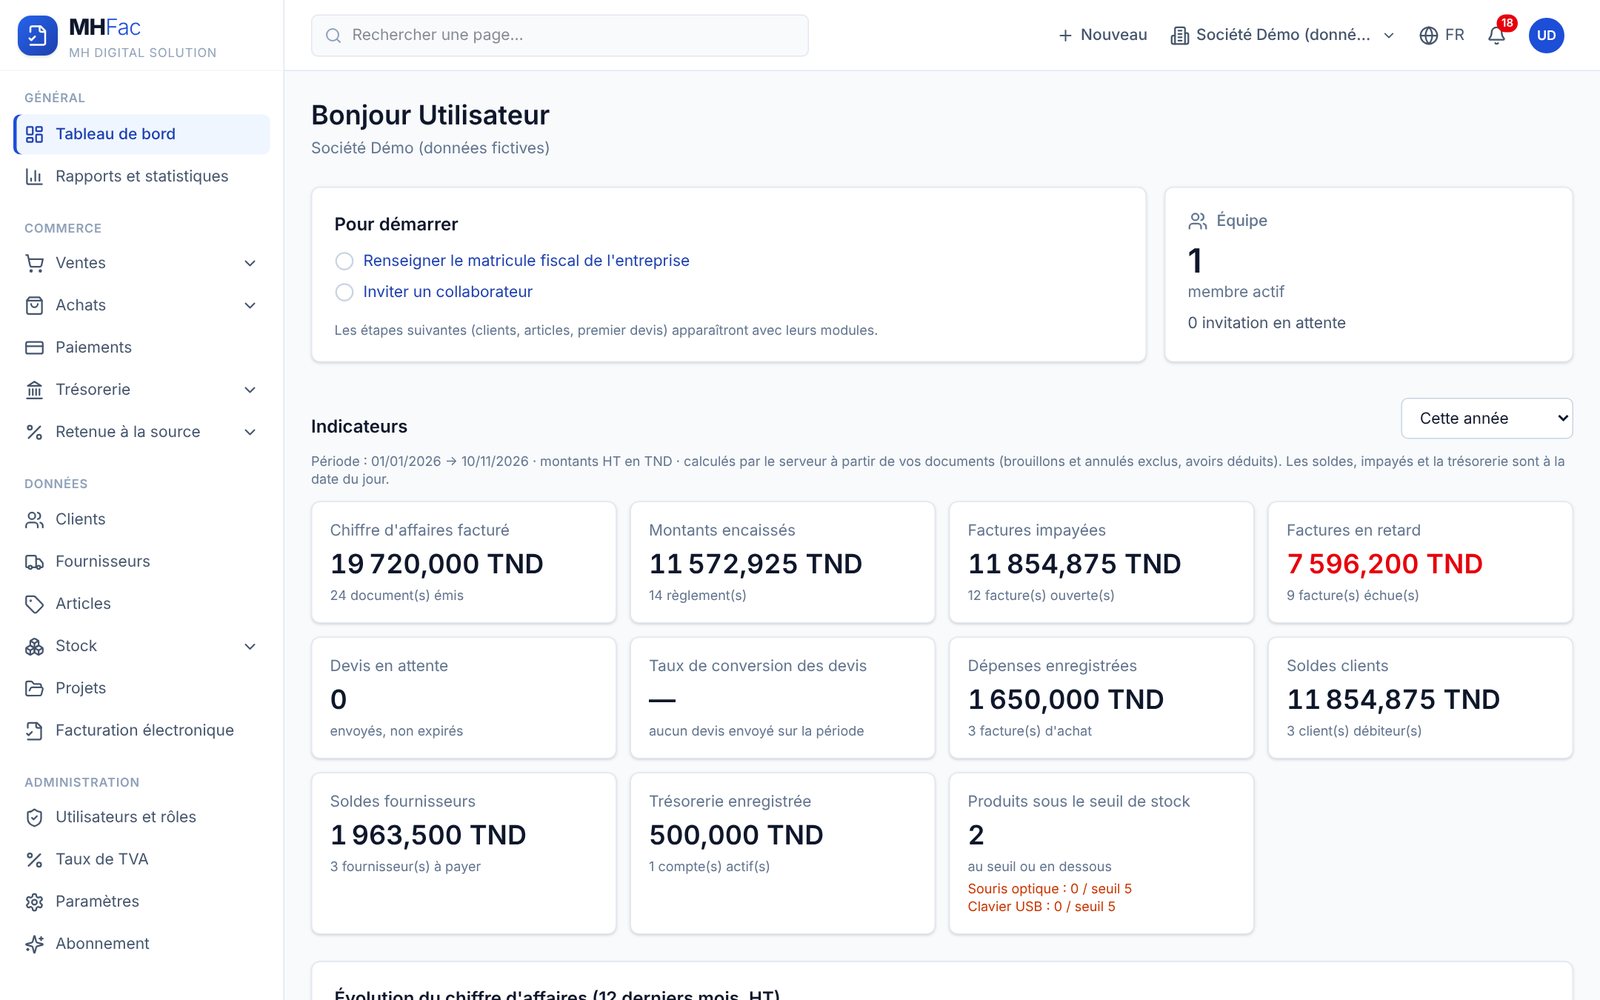 MHFac
MH DIGITAL SOLUTION
Rechercher une page...
Nouveau
Société Démo (donné...
FR
18
UD
GÉNÉRAL
Tableau de bord
Rapports et statistiques
COMMERCE
Ventes
Achats
Paiements
Trésorerie
Retenue à la source
DONNÉES
Clients
Fournisseurs
Articles
Stock
Projets
Facturation électronique
ADMINISTRATION
Utilisateurs et rôles
Taux de TVA
Paramètres
Abonnement
Bonjour Utilisateur
Société Démo (données fictives)
Pour démarrer
Renseigner le matricule fiscal de l'entreprise
Inviter un collaborateur
Les étapes suivantes (clients, articles, premier devis) apparaîtront avec leurs modules.
Équipe
1
membre actif
0 invitation en attente
Indicateurs
Cette année
Période : 01/01/2026 → 10/11/2026 · montants HT en TND · calculés par le serveur à partir de vos documents (brouillons et annulés exclus, avoirs déduits). Les soldes, impayés et la trésorerie sont à la
date du jour.
Chiffre d'affaires facturé
19 720,000 TND
24 document(s) émis
Montants encaissés
11 572,925 TND
14 règlement(s)
Factures impayées
11 854,875 TND
12 facture(s) ouverte(s)
Factures en retard
7 596,200 TND
9 facture(s) échue(s)
Devis en attente
0
envoyés, non expirés
Taux de conversion des devis
—
aucun devis envoyé sur la période
Dépenses enregistrées
1 650,000 TND
3 facture(s) d'achat
Soldes clients
11 854,875 TND
3 client(s) débiteur(s)
Soldes fournisseurs
1 963,500 TND
3 fournisseur(s) à payer
Trésorerie enregistrée
500,000 TND
1 compte(s) actif(s)
Produits sous le seuil de stock
2
au seuil ou en dessous
Souris optique : 0 / seuil 5
Clavier USB : 0 / seuil 5
Évolution du chiffre d'affaires (12 derniers mois, HT)